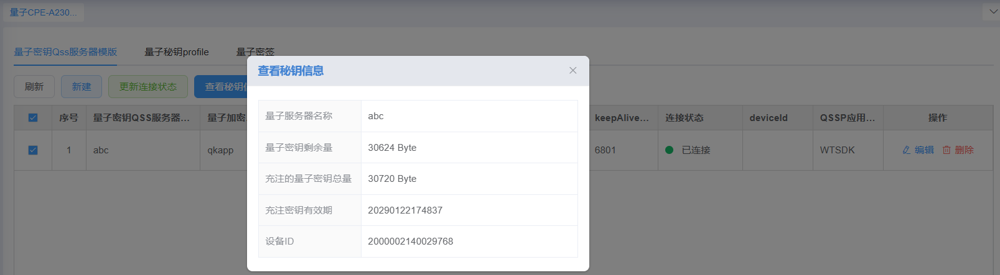 量子CPE-A230...
量子密钥Qss服务器模版 量子秘钥profile 量子密签
查看秘钥信息
刷新 新建 更新连接状态 查看秘钥
序号 量子密钥QSS服务器... 量子加密 keepAlive... 连接状态 deviceId QSSP应用... 操作
1 abc qkapp 6801 已连接 WTSDK 编辑 删除
量子服务器名称 abc
量子密钥剩余量 30624 Byte
充注的量子密钥总量 30720 Byte
充注密钥有效期 20290122174837
设备ID 2000002140029768